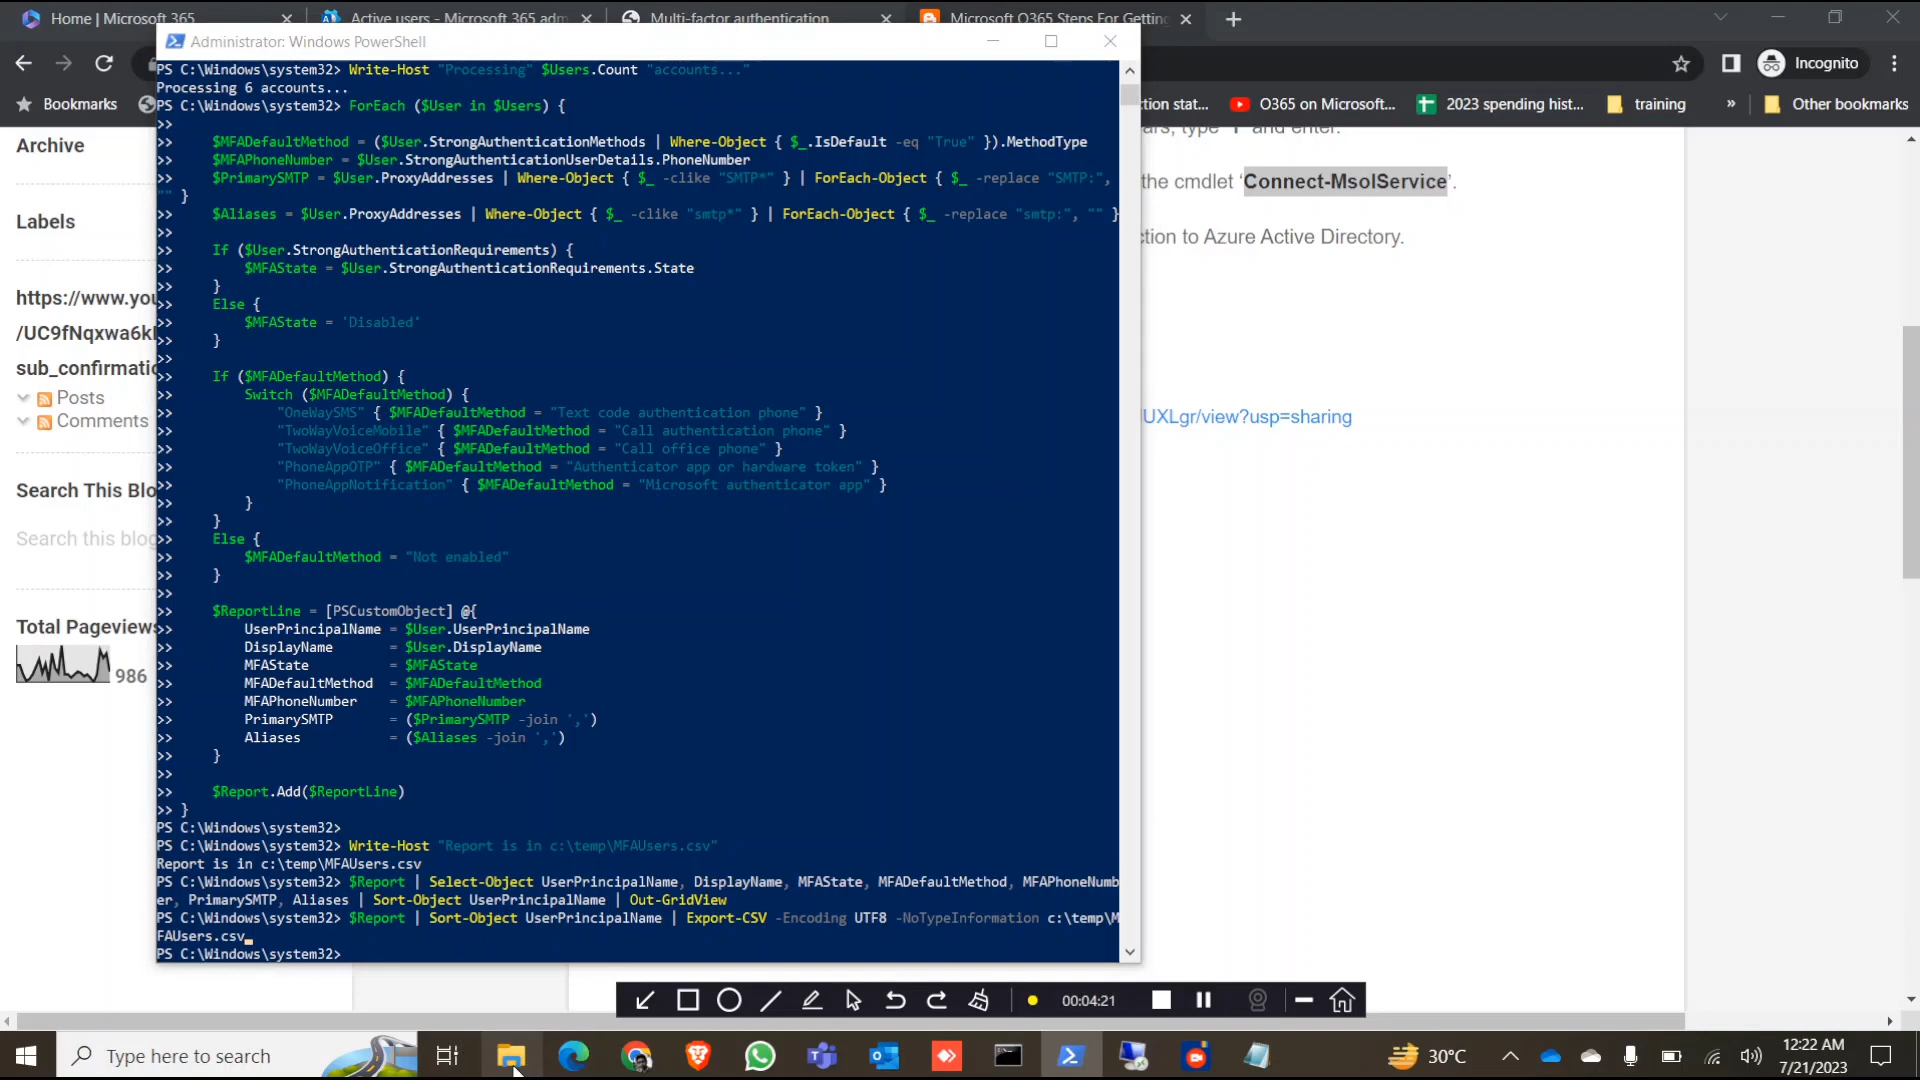 Home | Microsoft 365
Active users - Microsoft 365 adm
Multi-factor authentication
Microsoft O365 Steps For Getting
Incognito
Bookmarks
tion stat...
O365 on Microsoft...
2023 spending hist...
training
»
Other bookmarks
Administrator: Windows PowerShell
PS C:\Windows\system32> Write-Host "Processing" $Users.Count "accounts..."
Processing 6 accounts...
PS C:\Windows\system32> ForEach ($User in $Users) {
>>
>>     $MFADefaultMethod = ($User.StrongAuthenticationMethods | Where-Object { $_.IsDefault -eq "True" }).MethodType
>>     $MFAPhoneNumber = $User.StrongAuthenticationUserDetails.PhoneNumber
>>     $PrimarySMTP = $User.ProxyAddresses | Where-Object { $_ -clike "SMTP*" } | ForEach-Object { $_ -replace "SMTP:",
"" }
>>     $Aliases = $User.ProxyAddresses | Where-Object { $_ -clike "smtp*" } | ForEach-Object { $_ -replace "smtp:", "" }
>>
>>     If ($User.StrongAuthenticationRequirements) {
>>         $MFAState = $User.StrongAuthenticationRequirements.State
>>     }
>>     Else {
>>         $MFAState = 'Disabled'
>>     }
>>
>>     If ($MFADefaultMethod) {
>>         Switch ($MFADefaultMethod) {
>>             "OneWaySMS" { $MFADefaultMethod = "Text code authentication phone" }
>>             "TwoWayVoiceMobile" { $MFADefaultMethod = "Call authentication phone" }
>>             "TwoWayVoiceOffice" { $MFADefaultMethod = "Call office phone" }
>>             "PhoneAppOTP" { $MFADefaultMethod = "Authenticator app or hardware token" }
>>             "PhoneAppNotification" { $MFADefaultMethod = "Microsoft authenticator app" }
>>         }
>>     }
>>     Else {
>>         $MFADefaultMethod = "Not enabled"
>>     }
>>
>>     $ReportLine = [PSCustomObject] @{
>>         UserPrincipalName = $User.UserPrincipalName
>>         DisplayName       = $User.DisplayName
>>         MFAState          = $MFAState
>>         MFADefaultMethod  = $MFADefaultMethod
>>         MFAPhoneNumber    = $MFAPhoneNumber
>>         PrimarySMTP       = ($PrimarySMTP -join ',')
>>         Aliases           = ($Aliases -join ',')
>>     }
>>
>>     $Report.Add($ReportLine)
>> }
PS C:\Windows\system32>
PS C:\Windows\system32> Write-Host "Report is in c:\temp\MFAUsers.csv"
Report is in c:\temp\MFAUsers.csv
PS C:\Windows\system32> $Report | Select-Object UserPrincipalName, DisplayName, MFAState, MFADefaultMethod, MFAPhoneNumb
er, PrimarySMTP, Aliases | Sort-Object UserPrincipalName | Out-GridView
PS C:\Windows\system32> $Report | Sort-Object UserPrincipalName | Export-CSV -Encoding UTF8 -NoTypeInformation c:\temp\M
FAUsers.csv
PS C:\Windows\system32>
Archive
Labels
https://www.you
/UC9fNqxwa6k
sub_confirmatio
Posts
Comments
Search This Blo
Search this blog
Total Pageviews
986
and enter.
the cmdlet 'Connect-MsolService'.
ction to Azure Active Directory.
UXLgr/view?usp=sharing
00:04:21
Type here to search
30°C
12:22 AM
7/21/2023